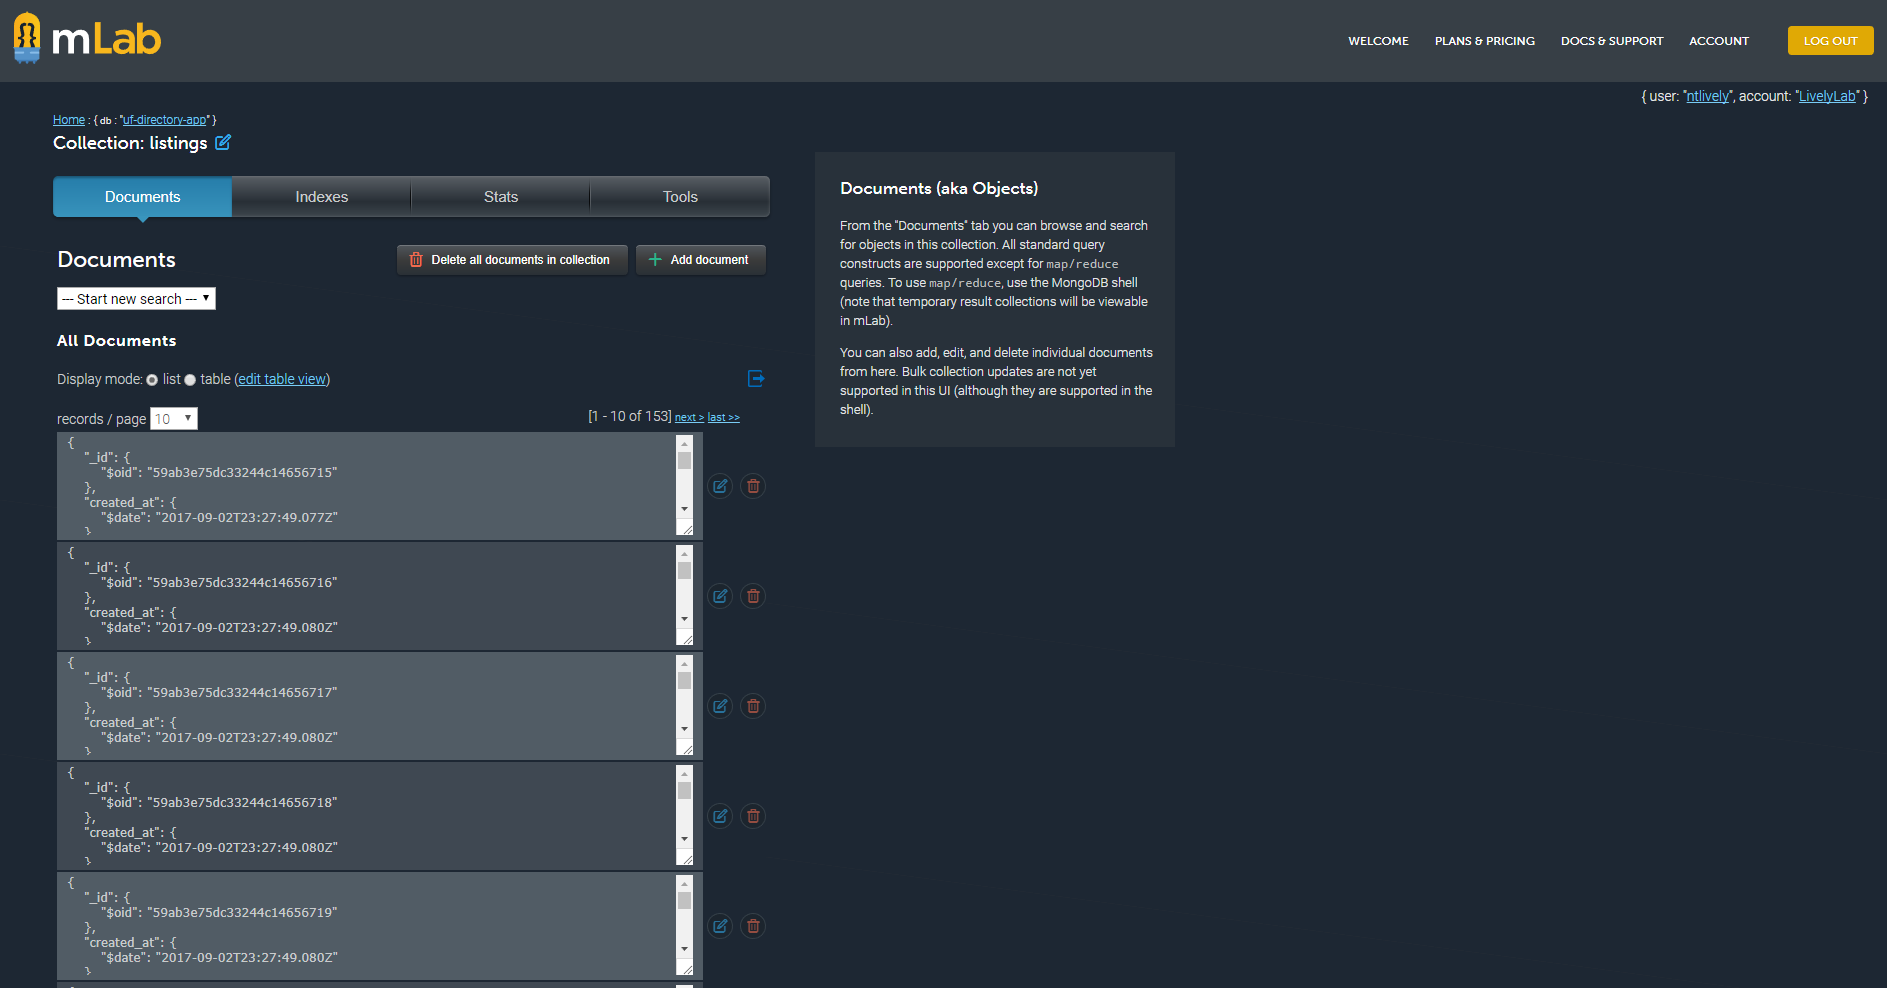 mLab
WELCOME PLANS & PRICING DOCS & SUPPORT ACCOUNT LOG OUT
{ user: "ntlively", account: "LivelyLab" }
Home : { db : "uf-directory-app" }
Collection: listings
Documents Indexes Stats Tools
Documents
Delete all documents in collection
Add document
--- Start new search ---
All Documents
Display mode: list table (edit table view)
records / page 10
[1 - 10 of 153] next > last >>
{
"_id": {
"$oid": "59ab3e75dc33244c14656715"
},
"created_at": {
"$date": "2017-09-02T23:27:49.077Z"
}
{
"_id": {
"$oid": "59ab3e75dc33244c14656716"
},
"created_at": {
"$date": "2017-09-02T23:27:49.080Z"
}
{
"_id": {
"$oid": "59ab3e75dc33244c14656717"
},
"created_at": {
"$date": "2017-09-02T23:27:49.080Z"
}
{
"_id": {
"$oid": "59ab3e75dc33244c14656718"
},
"created_at": {
"$date": "2017-09-02T23:27:49.080Z"
}
{
"_id": {
"$oid": "59ab3e75dc33244c14656719"
},
"created_at": {
"$date": "2017-09-02T23:27:49.080Z"
}
Documents (aka Objects)
From the "Documents" tab you can browse and search
for objects in this collection. All standard query
constructs are supported except for map/reduce
queries. To use map/reduce, use the MongoDB shell
(note that temporary result collections will be viewable
in mLab).
You can also add, edit, and delete individual documents
from here. Bulk collection updates are not yet
supported in this UI (although they are supported in the
shell).